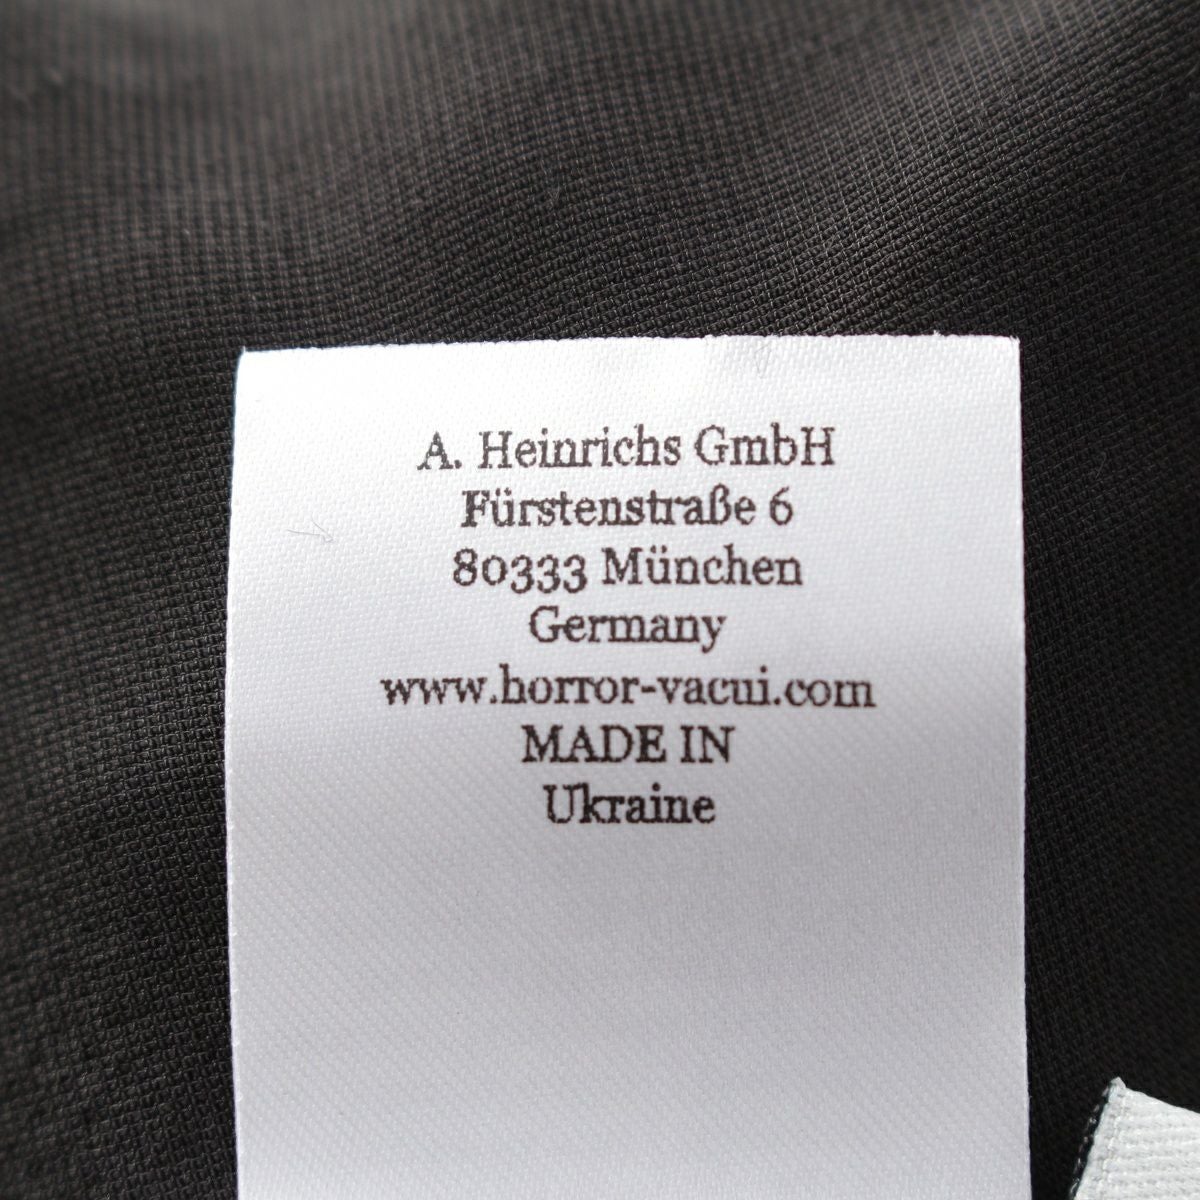 A. Heinrichs GmbH
Fürstenstraße 6
80333 München
Germany
www.horror-vacui.com
MADE IN
Ukraine